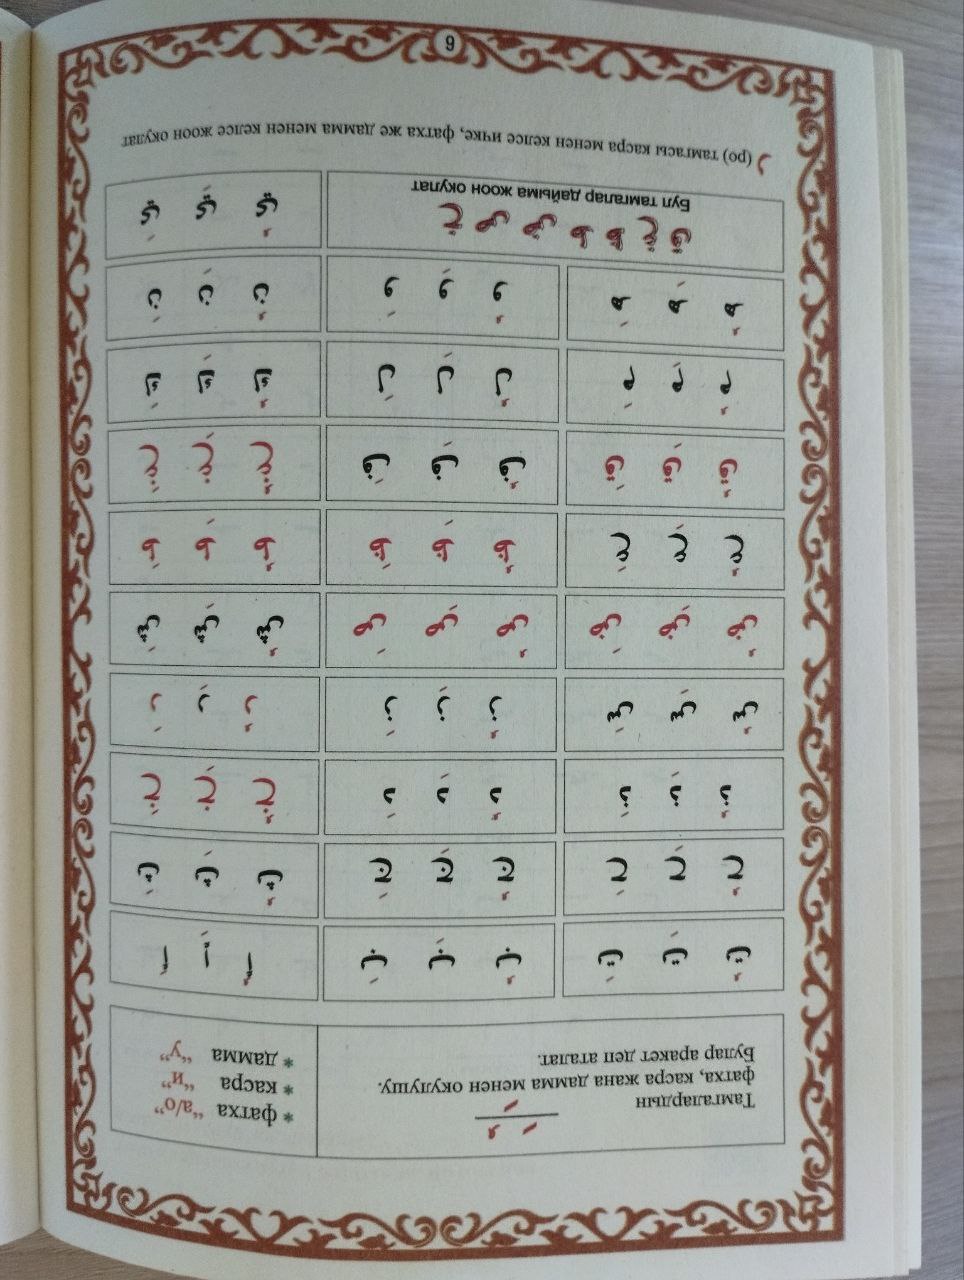 Тамгалардын
фатха, касра жана дамма менен окулушу.
Булар аракет деп аталат.
* фатха “а/о”
* касра “и”
* дамма “у”
أَ إِ أُ بَ بِ بُ تَ تِ تُ
ثَ ثِ ثُ جَ جِ جُ حَ حِ حُ
خَ خِ خُ دَ دِ دُ ذَ ذِ ذُ
رَ رِ رُ زَ زِ زُ سَ سِ سُ
شَ شِ شُ صَ صِ صُ ضَ ضِ ضُ
طَ طِ طُ ظَ ظِ ظُ عَ عِ عُ
غَ غِ غُ فَ فِ فُ قَ قِ قُ
كَ كِ كُ لَ لِ لُ مَ مِ مُ
نَ نِ نُ وَ وِ وُ هَ هِ هُ
يَ يِ يُ
خ ص ض ط ظ غ ق
Бул тамгалар дайыма жоон окулат
ر (ро) тамгасы касра менен келсе ичке, фатха же дамма менен келсе жоон окулат
9